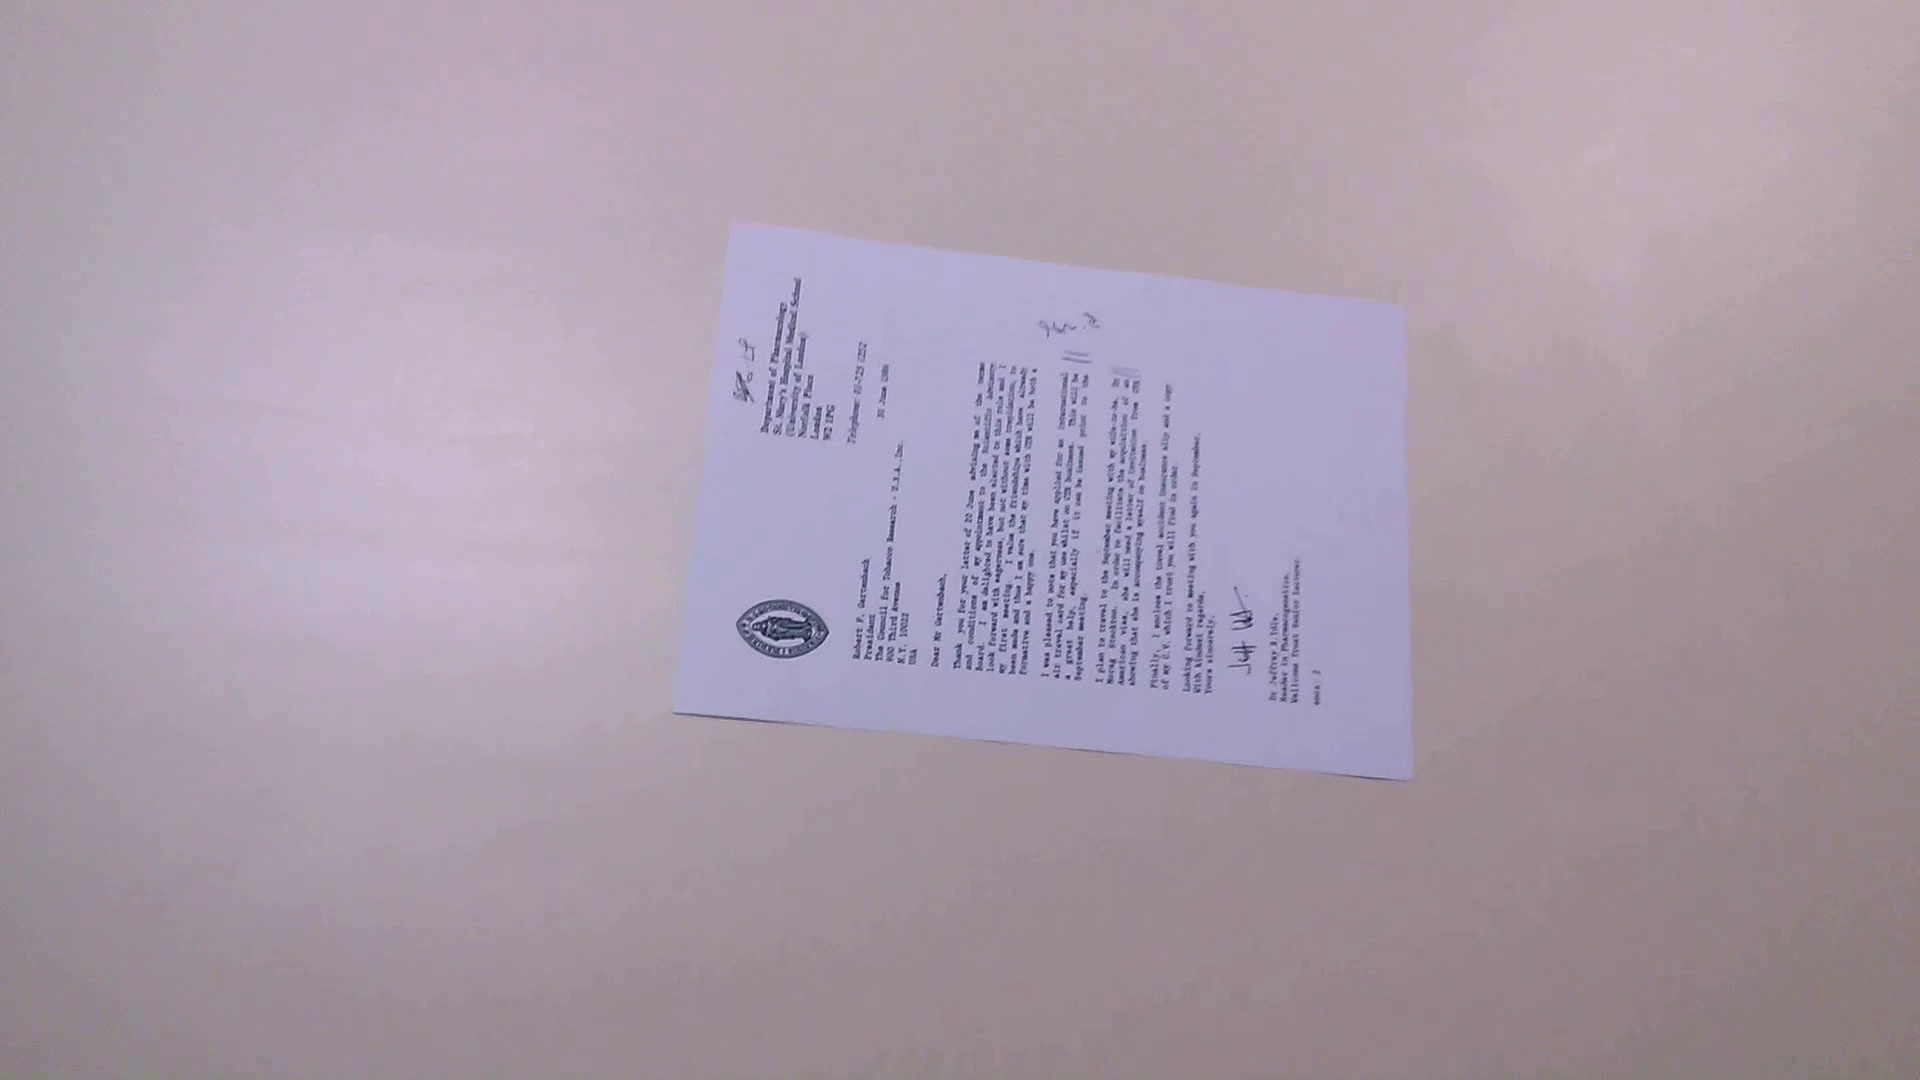 Department of Pharmacology
St. Mary's Hospital Medical School
(University of London)
Norfolk Place
London
W2 1PG
Telephone: 01-723 1252
30 June 1986
Robert F. Gertenbach
President
The Council for Tobacco Research - U.S.A., Inc.
900 Third Avenue
N.Y. 10022
USA
Dear Mr Gertenbach,
Thank you for your letter of 20 June advising me of the terms
and conditions of my appointment to the Scientific Advisory
Board. I am delighted to have been elected to this role and I
look forward with eagerness, but not without some trepidation, to
my first meeting. I value the friendships which have already
been made and thus I am sure that my time with CTR will be both
formative and a happy one.
I was pleased to note that you have applied for an international
air travel card for my use whilst on CTR business. This will be
a great help, especially if it can be issued prior to the
September meeting.
I plan to travel to the September meeting with my wife-to-be,
Morag Stockton. In order to facilitate the acquisition of an
American visa, she will need a letter of invitation from CTR
showing that she is accompanying myself on business
Finally, I enclose the travel accident insurance slip and a copy
of my C.V. which I trust you will find in order.
Looking forward to meeting with you again in September.
With kindest regards,
Yours sincerely,
Dr Jeffrey R. Idle,
Reader in Pharmacogenetics,
Wellcome Trust Senior Lecturer.
encs: 2